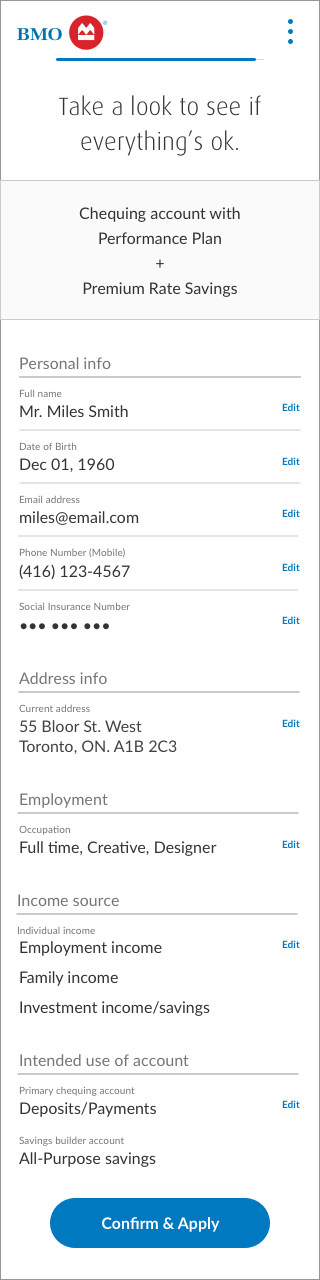 BMO
Take a look to see if
everything's ok.
Chequing account with
Performance Plan
+
Premium Rate Savings
Personal info
Full name
Mr. Miles Smith
Edit
Date of Birth
Dec 01, 1960
Edit
Email address
miles@email.com
Edit
Phone Number (Mobile)
(416) 123-4567
Edit
Social Insurance Number
••• ••• •••
Edit
Address info
Current address
55 Bloor St. West
Edit
Toronto, ON. A1B 2C3
Employment
Occupation
Full time, Creative, Designer
Edit
Income source
Individual income
Employment income
Edit
Family income
Investment income/savings
Intended use of account
Primary chequing account
Deposits/Payments
Edit
Savings builder account
All-Purpose savings
Confirm & Apply